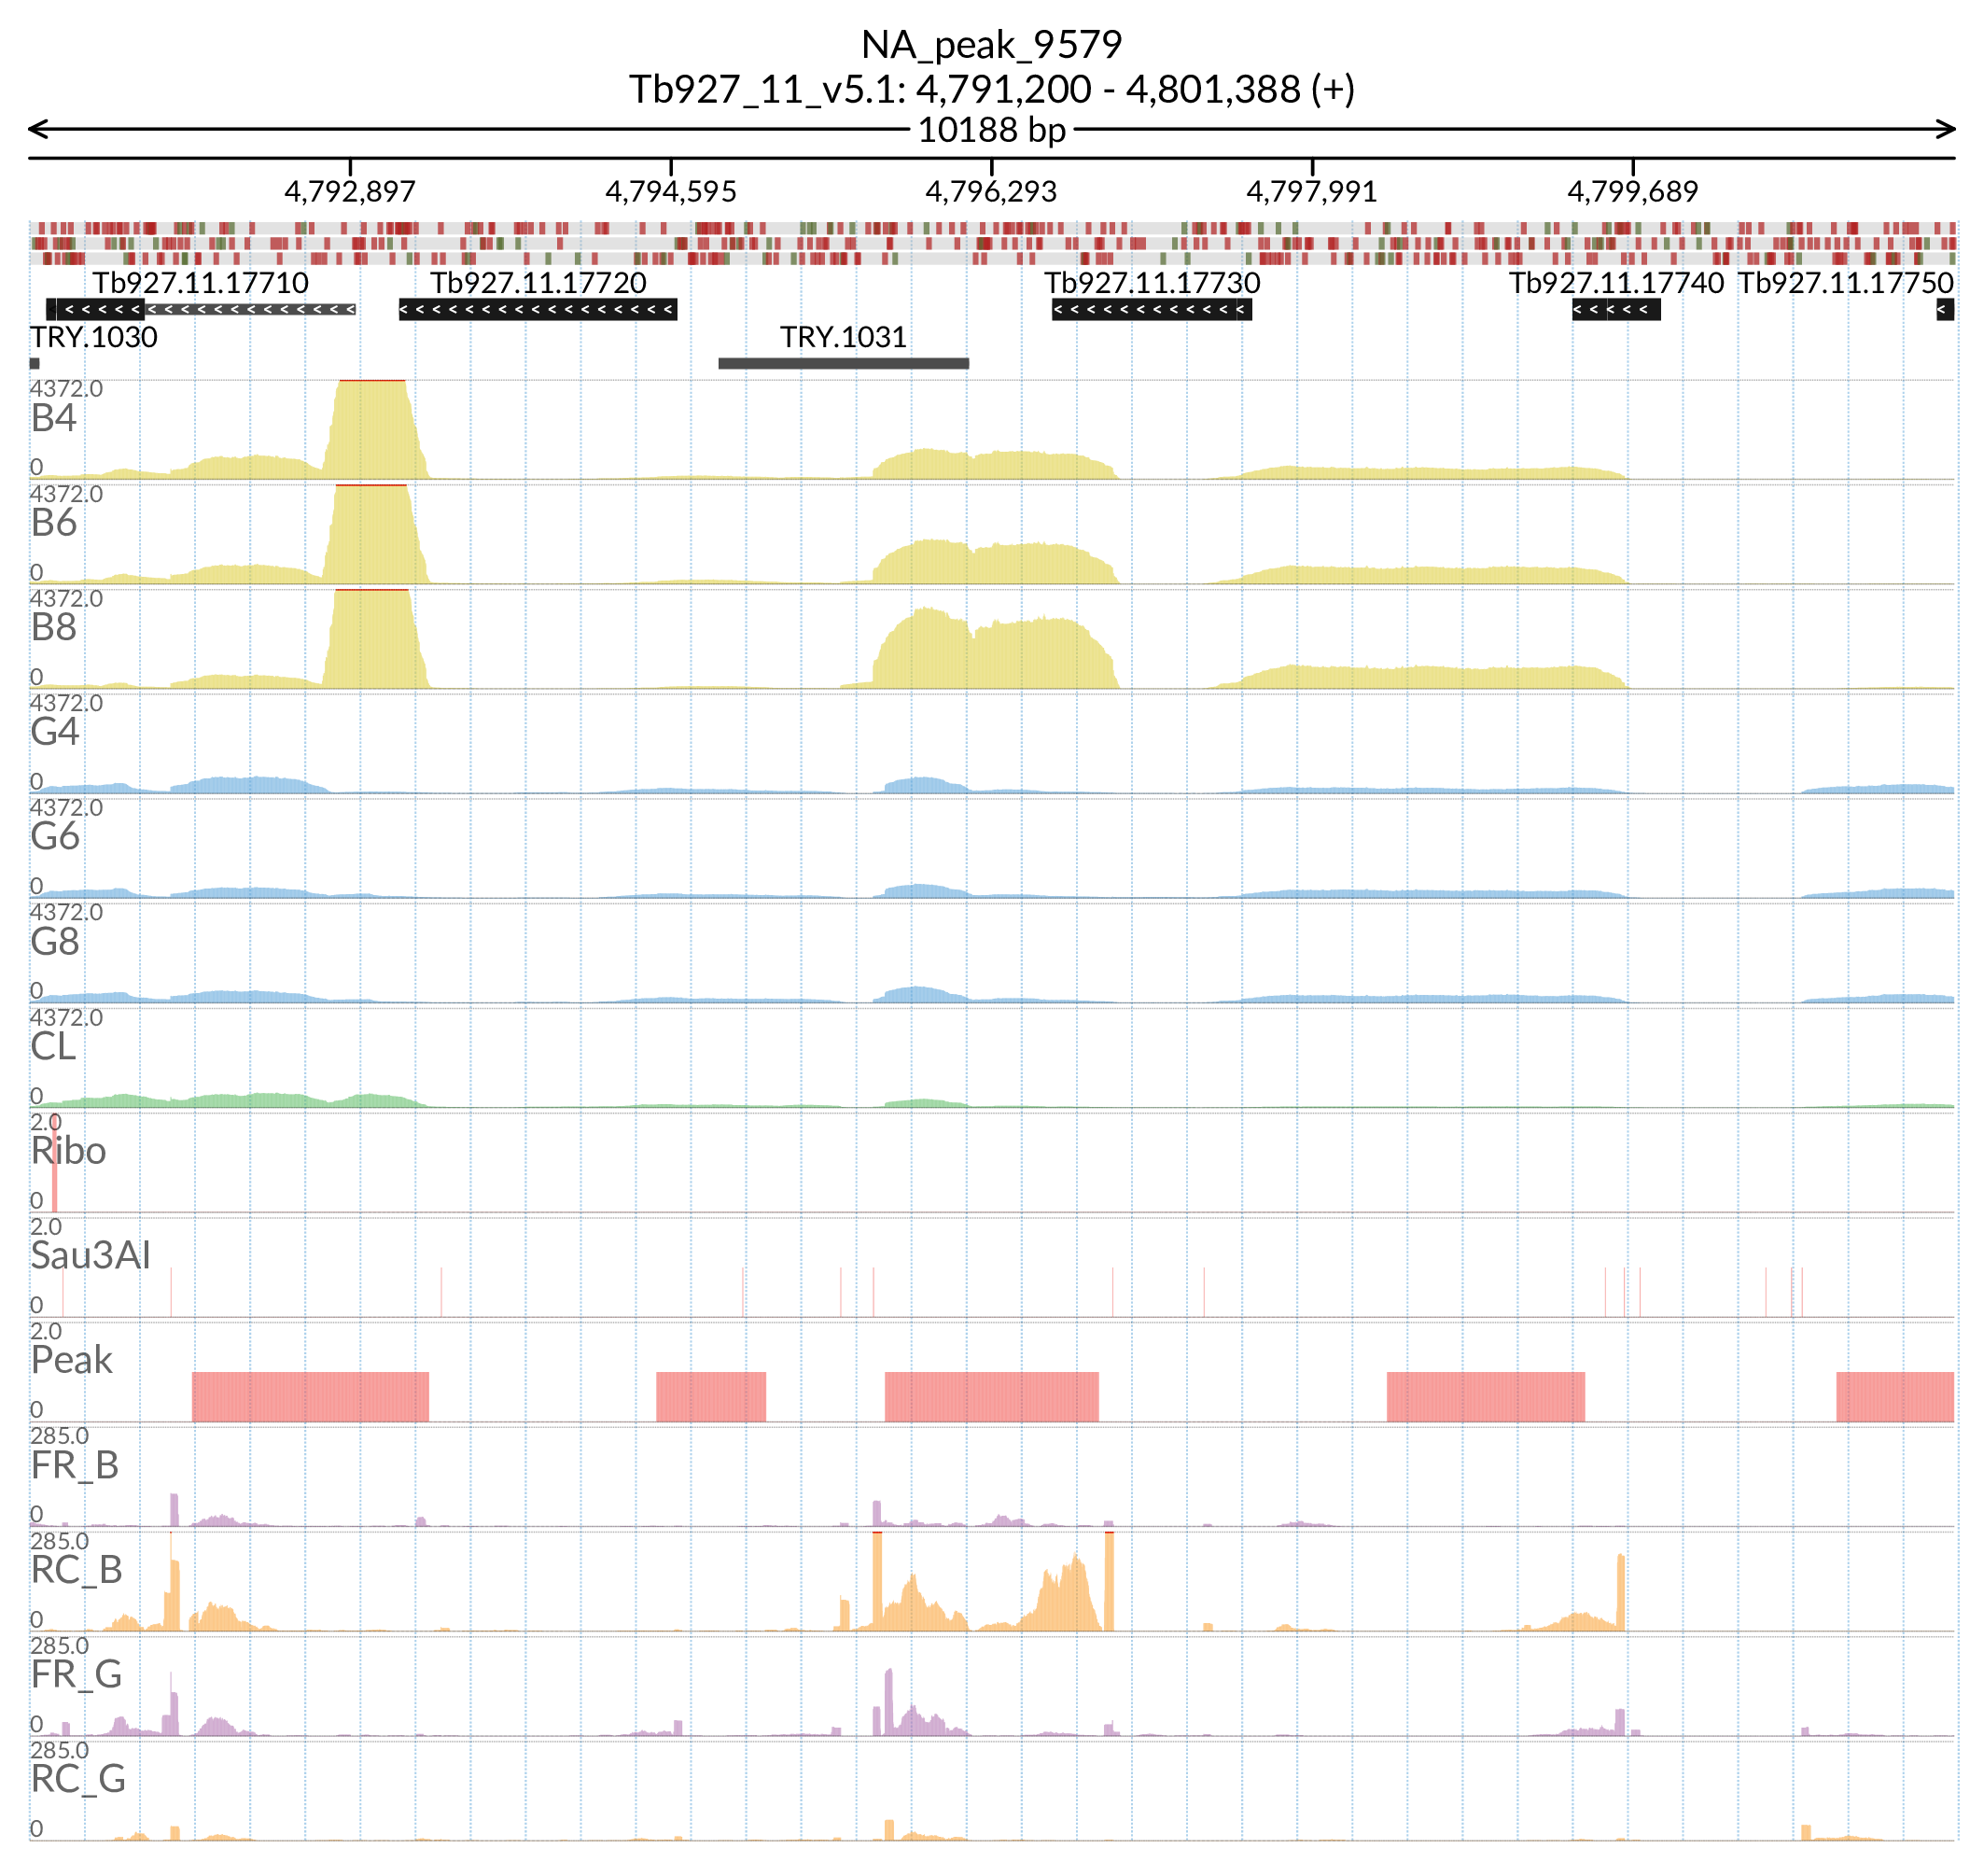 NA_peak_9579
Tb927_11_v5.1: 4,791,200 - 4,801,388 (+)
10188 bp
4,792,897 4,794,595 4,796,293 4,797,991 4,799,689
Tb927.11.17710 Tb927.11.17720 Tb927.11.17730 Tb927.11.17740 Tb927.11.17750
TRY.1030 TRY.1031
4372.0
B4
0
4372.0
B6
0
4372.0
B8
0
4372.0
G4
0
4372.0
G6
0
4372.0
G8
0
4372.0
CL
0
2.0
Ribo
0
2.0
Sau3AI
0
2.0
Peak
0
285.0
FR_B
0
285.0
RC_B
0
285.0
FR_G
0
285.0
RC_G
0